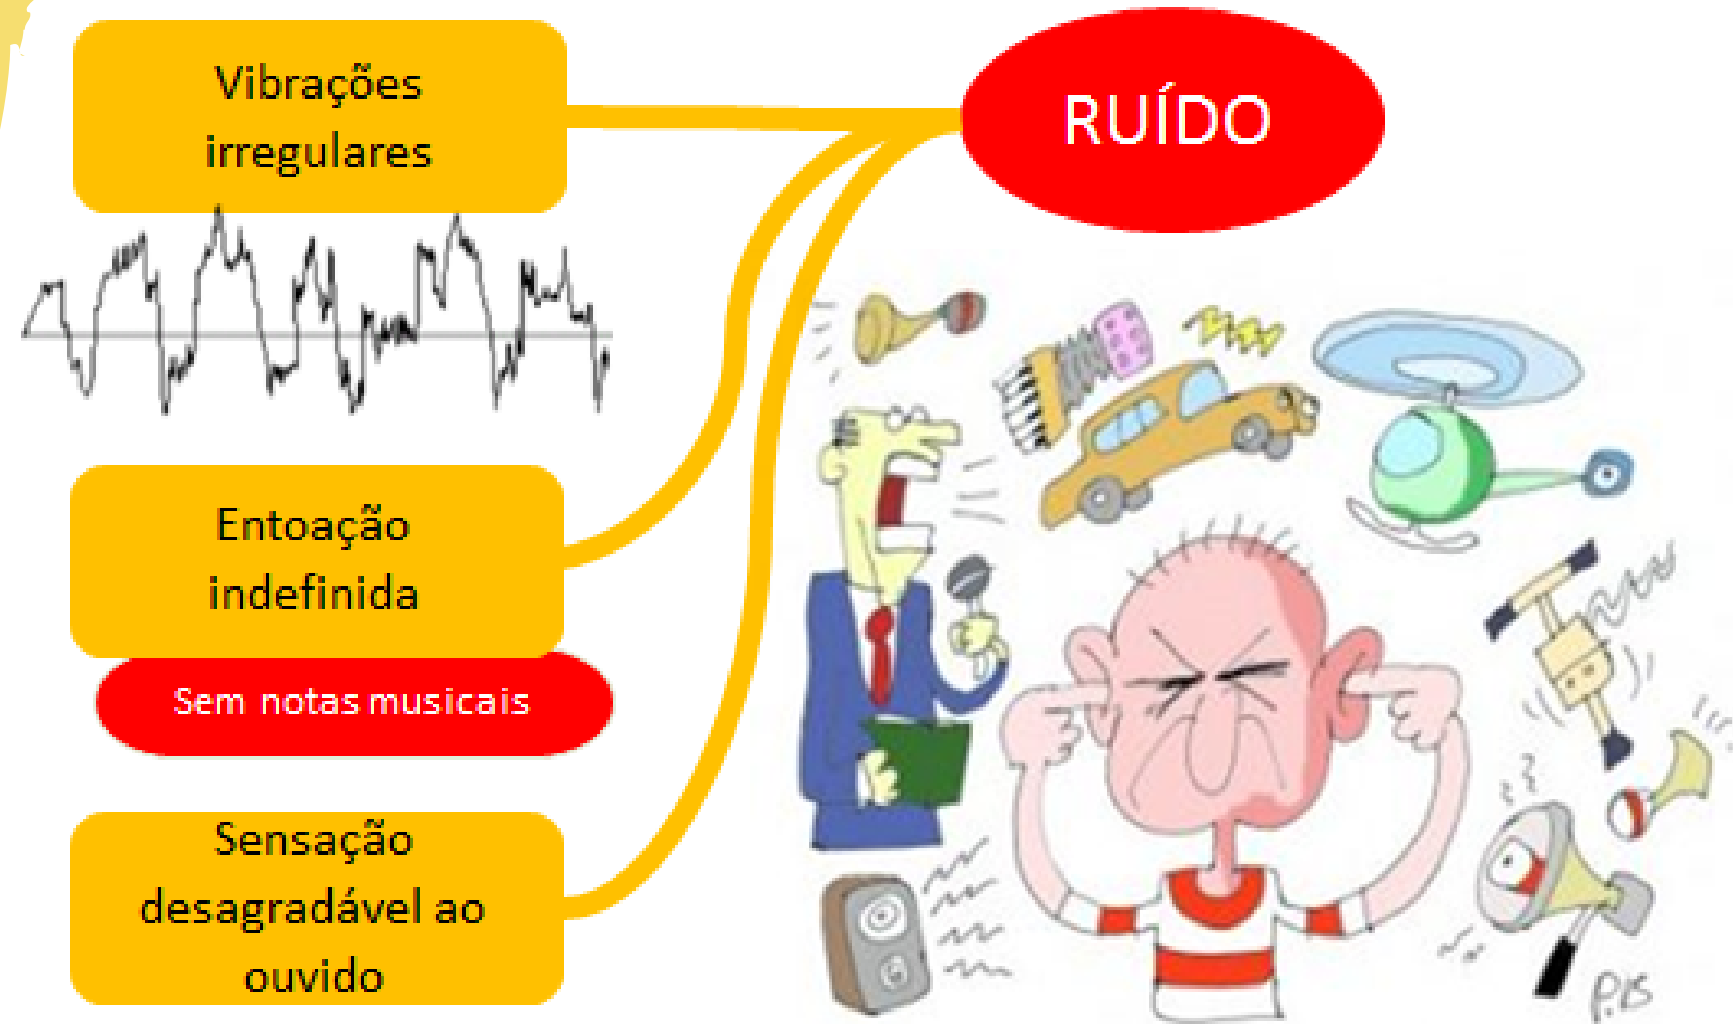 Vibrações
irregulares
RUÍDO
Entoação
indefinida
Sem notas musicais
Sensação
desagradável ao
ouvido